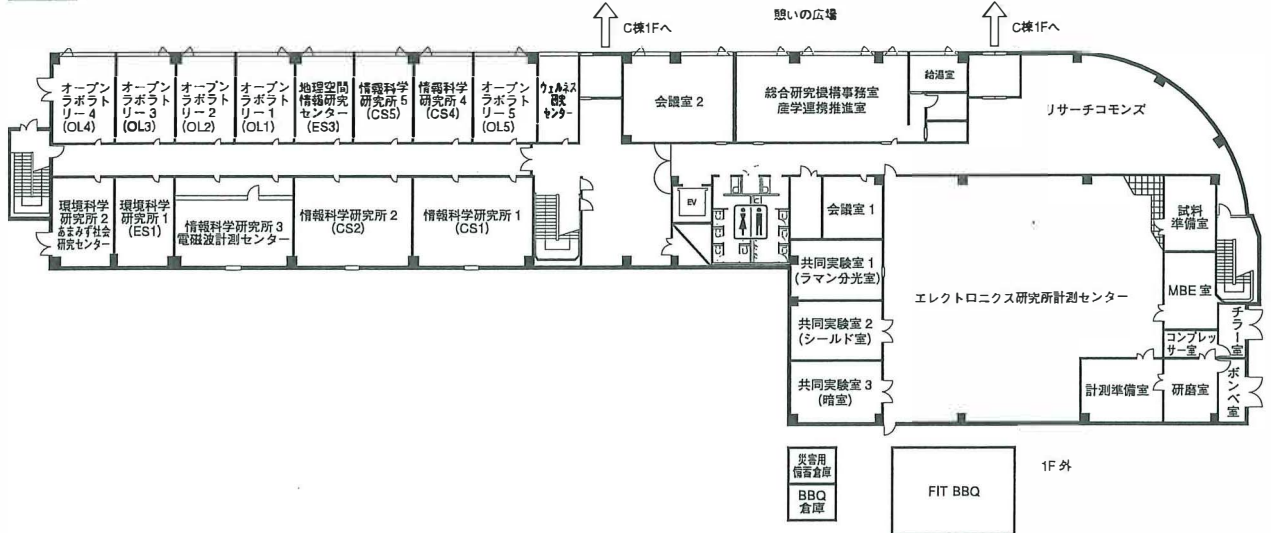 憩いの広場
C棟1Fへ
C棟1Fへ
オープン
ラボラト
リー4
(OL4)
オープン
ラボラト
リー3
(OL3)
オープン
ラボラト
リー2
(OL2)
オープン
ラボラト
リー1
(OL1)
地理空間
情報研究
センター
(ES3)
情報科学
研究所5
(CS5)
情報科学
研究所4
(CS4)
オープン
ラボラト
リー5
(OL5)
ウェルネス
研究
センター
会議室2
総合研究機構事務室
産学連携推進室
給湯室
リサーチコモンズ
環境科学
研究所2
あまみず社会
研究センター
環境科学
研究所1
(ES1)
情報科学研究所3
電磁波計測センター
情報科学研究所2
(CS2)
情報科学研究所1
(CS1)
EV
会議室1
共同実験室1
(ラマン分光室)
共同実験室2
(シールド室)
共同実験室3
(暗室)
エレクトロニクス研究所計測センター
試料
準備室
MBE室
コンプレッ
サー室
チラー室
計測準備室
研磨室
ボンベ室
災害用
備蓄倉庫
BBQ
倉庫
FIT BBQ
1F外